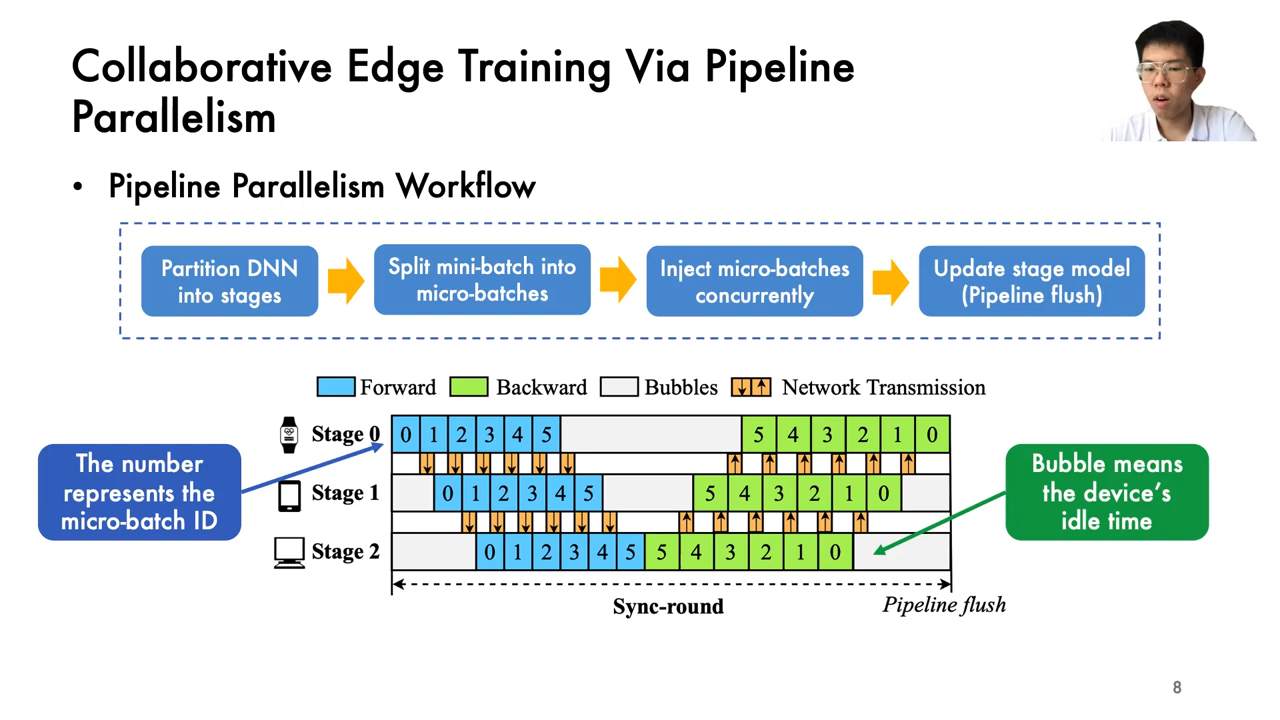 Collaborative Edge Training Via Pipeline
Parallelism
• Pipeline Parallelism Workflow
Partition DNN
into stages
Split mini-batch into
micro-batches
Inject micro-batches
concurrently
Update stage model
(Pipeline flush)
Forward Backward Bubbles Network Transmission
Stage 0 0 1 2 3 4 5 5 4 3 2 1 0
Stage 1 0 1 2 3 4 5 5 4 3 2 1 0
Stage 2 0 1 2 3 4 5 5 4 3 2 1 0
The number
represents the
micro-batch ID
Bubble means
the device's
idle time
Sync-round
Pipeline flush
8